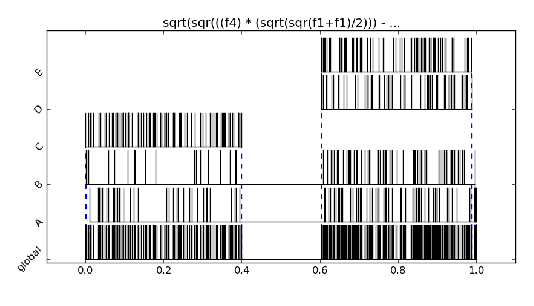 sqrt(sqr(((f4) * (sqrt(sqr(f1+f1)/2))) - ...
E
D
C
B
A
global
0.0 0.2 0.4 0.6 0.8 1.0